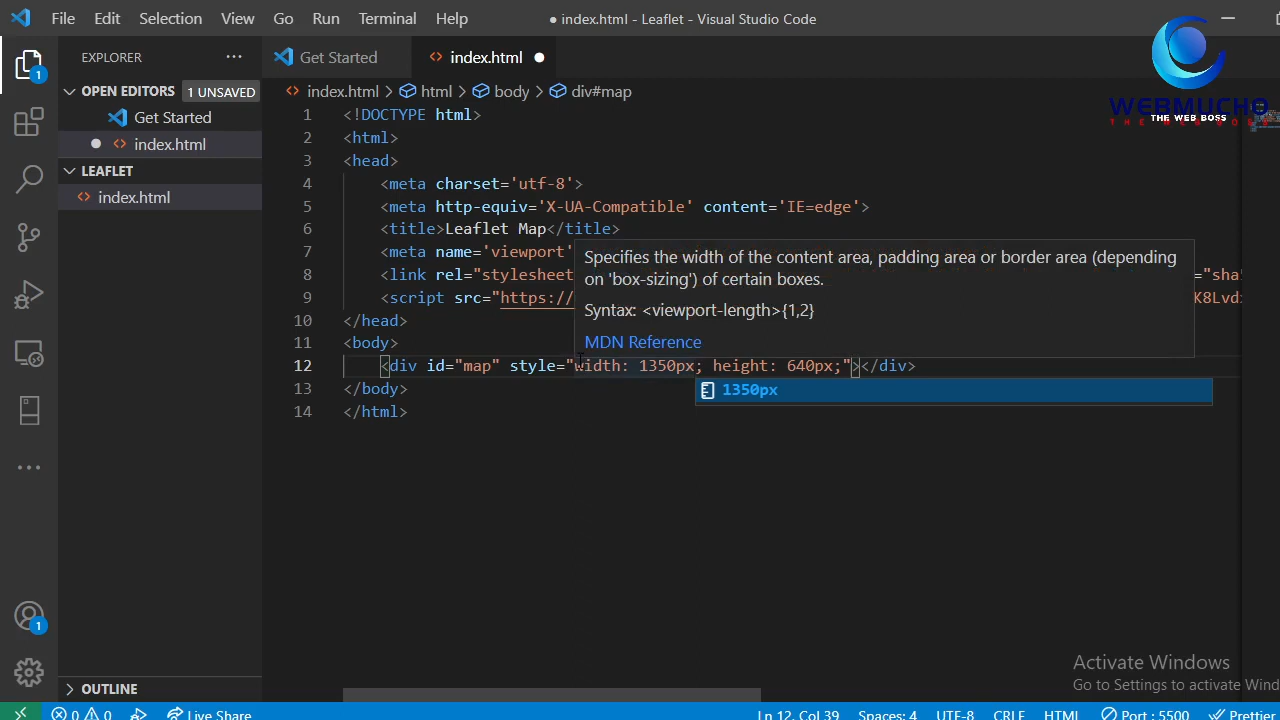 File Edit Selection View Go Run Terminal Help ● index.html - Leaflet - Visual Studio Code
EXPLORER ···
Get Started
index.html ●
WEBMUCHO
THE WEB BOSS
THE WEB BOSS
OPEN EDITORS 1 UNSAVED
Get Started
● index.html
LEAFLET
index.html
index.html > html > body > div#map
1 <!DOCTYPE html>
2 <html>
3 <head>
4 <meta charset='utf-8'>
5 <meta http-equiv='X-UA-Compatible' content='IE=edge'>
6 <title>Leaflet Map</title>
7 <meta name='viewport'
8 <link rel="stylesheet
9 <script src="https://
10 </head>
11 <body>
12 <div id="map" style="width: 1350px; height: 640px;"></div>
13 </body>
14 </html>
Specifies the width of the content area, padding area or border area (depending
on 'box-sizing') of certain boxes.
Syntax: <viewport-length>{1,2}
MDN Reference
1350px
1
1
OUTLINE
Activate Windows
Go to Settings to activate Wind
0 0 Live Share Ln 12, Col 39 Spaces: 4 UTF-8 CRLF HTML Port : 5500 Prettier